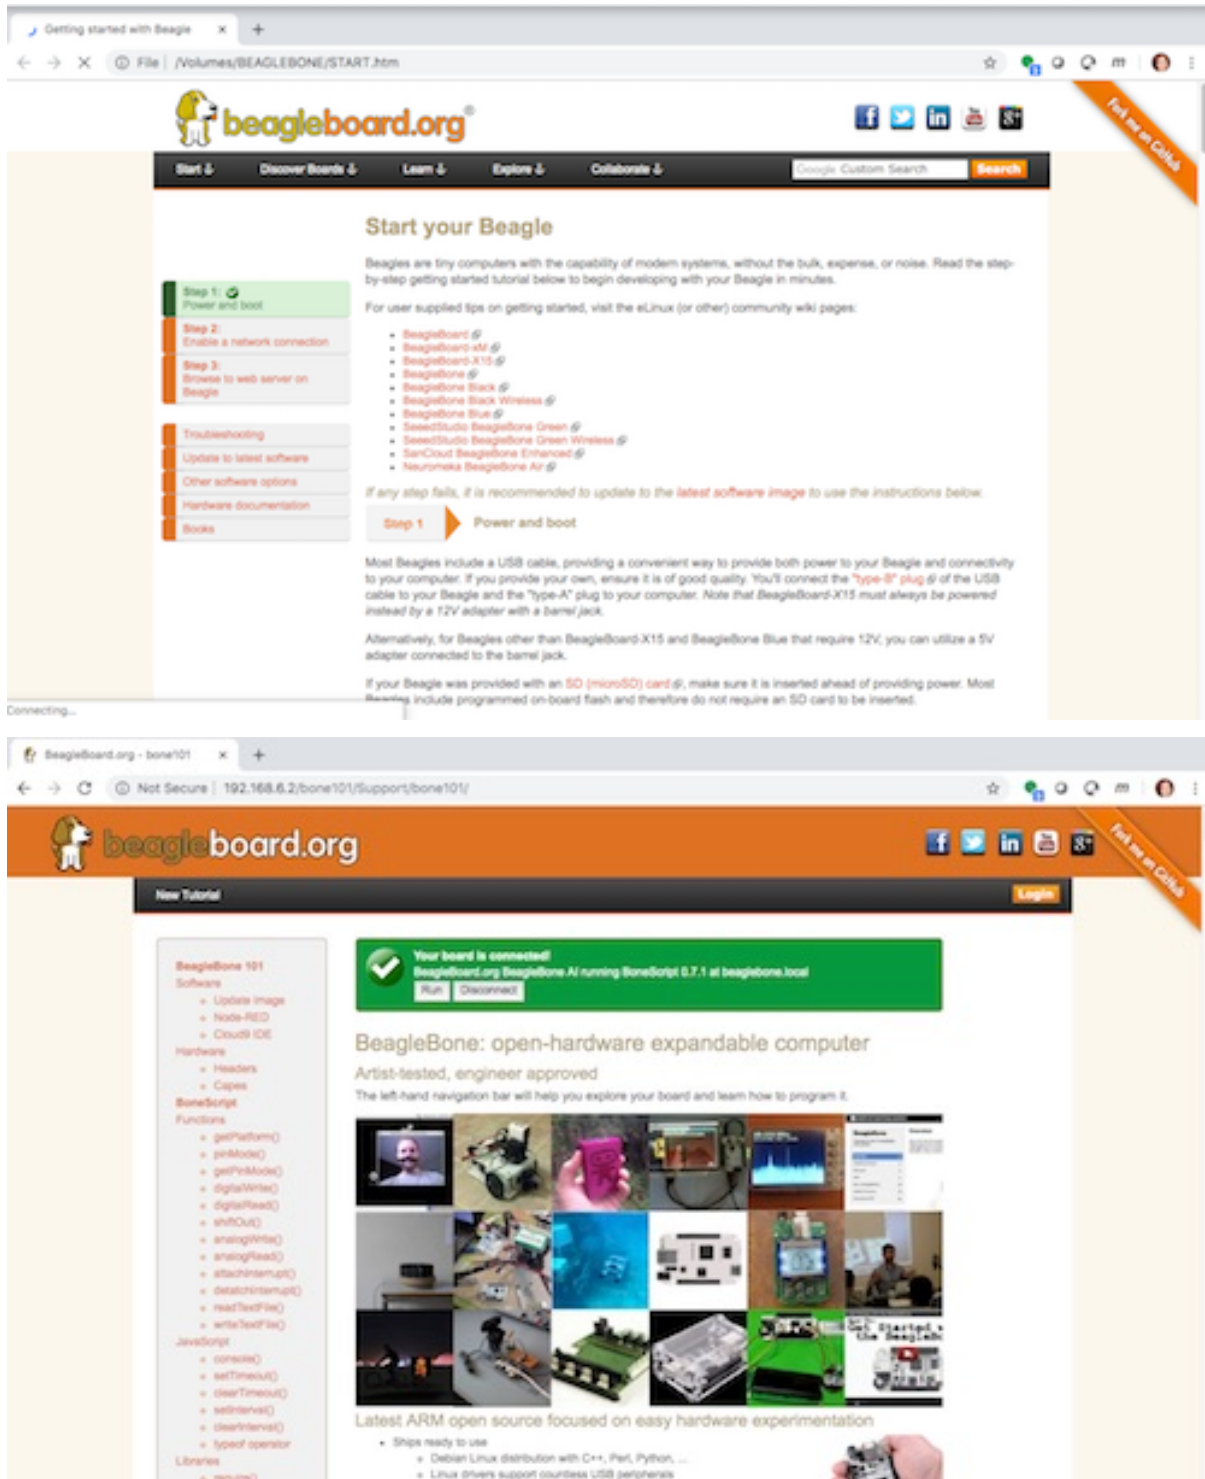 Getting started with Beagle
File | /Volumes/BEAGLEBONE/START.htm
beagleboard.org®
Fork me on GitHub
Start
Discover Boards
Learn
Explore
Collaborate
Google Custom Search
Search
Start your Beagle
Beagles are tiny computers with the capability of modern systems, without the bulk, expense, or noise. Read the step-
by-step getting started tutorial below to begin developing with your Beagle in minutes.
For user supplied tips on getting started, visit the eLinux (or other) community wiki pages:
Step 1:
Power and boot
Step 2:
Enable a network connection
Step 3:
Browse to web server on
Beagle
Troubleshooting
Update to latest software
Other software options
Hardware documentation
Books
BeagleBoard
BeagleBoard-xM
BeagleBoard-X15
BeagleBone
BeagleBone Black
BeagleBone Black Wireless
BeagleBone Blue
SeeedStudio BeagleBone Green
SeeedStudio BeagleBone Green Wireless
SanCloud BeagleBone Enhanced
Neuromeka BeagleBone Air
If any step fails, it is recommended to update to the latest software image to use the instructions below.
Step 1
Power and boot
Most Beagles include a USB cable, providing a convenient way to provide both power to your Beagle and connectivity
to your computer. If you provide your own, ensure it is of good quality. You'll connect the "type-B" plug of the USB
cable to your Beagle and the "type-A" plug to your computer. Note that BeagleBoard-X15 must always be powered
instead by a 12V adapter with a barrel jack.
Alternatively, for Beagles other than BeagleBoard-X15 and BeagleBone Blue that require 12V, you can utilize a 5V
adapter connected to the barrel jack.
If your Beagle was provided with an SD (microSD) card, make sure it is inserted ahead of providing power. Most
Beagles include programmed on-board flash and therefore do not require an SD card to be inserted.
Connecting...
BeagleBoard.org - bone101
Not Secure | 192.168.6.2/bone101/Support/bone101/
beagleboard.org
Fork me on GitHub
New Tutorial
Login
BeagleBone 101
Software
Update image
Node-RED
Cloud9 IDE
Hardware
Headers
Capes
BoneScript
Functions
getPlatform()
pinMode()
getPinMode()
digitalWrite()
digitalRead()
shiftOut()
analogWrite()
analogRead()
attachInterrupt()
detatchInterrupt()
readTextFile()
writeTextFile()
JavaScript
console()
setTimeout()
clearTimeout()
setInterval()
clearInterval()
typeof operator
Libraries
require()
Your board is connected!
BeagleBoard.org BeagleBone AI running BoneScript 0.7.1 at beaglebone.local
Run
Disconnect
BeagleBone: open-hardware expandable computer
Artist-tested, engineer approved
The left-hand navigation bar will help you explore your board and learn how to program it.
Latest ARM open source focused on easy hardware experimentation
Ships ready to use
Debian Linux distribution with C++, Perl, Python, ...
Linux drivers support countless USB peripherals